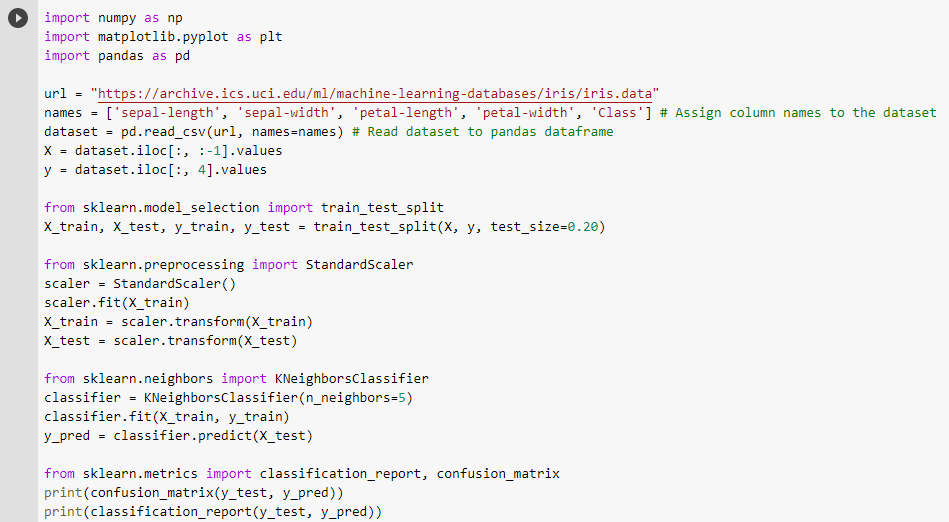 import numpy as np
import matplotlib.pyplot as plt
import pandas as pd
url = "https://archive.ics.uci.edu/ml/machine-learning-databases/iris/iris.data"
names = ['sepal-length', 'sepal-width', 'petal-length', 'petal-width', 'Class'] # Assign column names to the dataset
dataset = pd.read_csv(url, names=names) # Read dataset to pandas dataframe
X = dataset.iloc[:, :-1].values
y = dataset.iloc[:, 4].values
from sklearn.model_selection import train_test_split
X_train, X_test, y_train, y_test = train_test_split(X, y, test_size=0.20)
from sklearn.preprocessing import StandardScaler
scaler = StandardScaler()
scaler.fit(X_train)
X_train = scaler.transform(X_train)
X_test = scaler.transform(X_test)
from sklearn.neighbors import KNeighborsClassifier
classifier = KNeighborsClassifier(n_neighbors=5)
classifier.fit(X_train, y_train)
y_pred = classifier.predict(X_test)
from sklearn.metrics import classification_report, confusion_matrix
print(confusion_matrix(y_test, y_pred))
print(classification_report(y_test, y_pred))